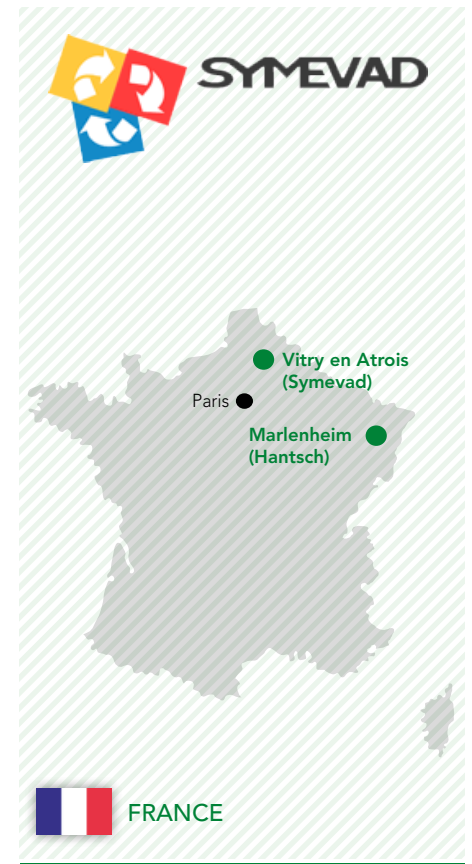 SYMEVAD
Vitry en Atrois
(Symevad)
Paris
Marlenheim
(Hantsch)
FRANCE